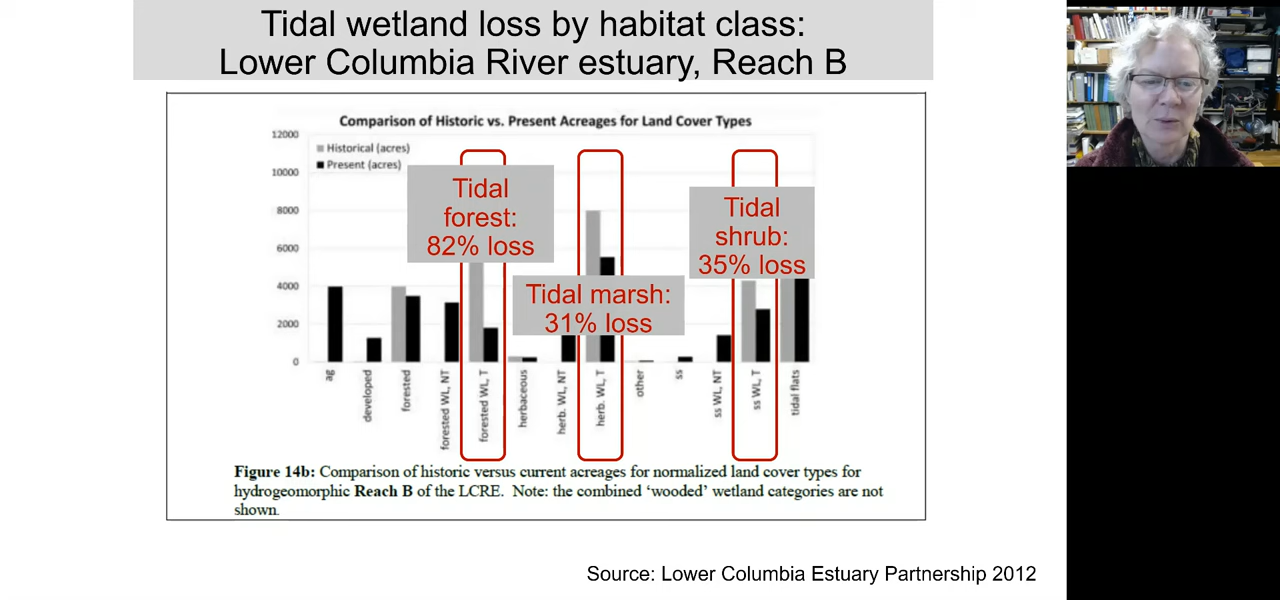 Tidal wetland loss by habitat class:
Lower Columbia River estuary, Reach B
Comparison of Historic vs. Present Acreages for Land Cover Types
12000
10000
8000
6000
4000
2000
0
Historical (acres)
Present (acres)
Tidal
forest:
82% loss
Tidal marsh:
31% loss
Tidal
shrub:
35% loss
ag
developed
forested
forested WL, NT
forested WL, T
herbaceous
herb. WL, NT
herb. WL, T
other
ss
ss WL, NT
ss WL, T
tidal flats
Figure 14b: Comparison of historic versus current acreages for normalized land cover types for
hydrogeomorphic Reach B of the LCRE. Note: the combined ‘wooded’ wetland categories are not
shown.
Source: Lower Columbia Estuary Partnership 2012